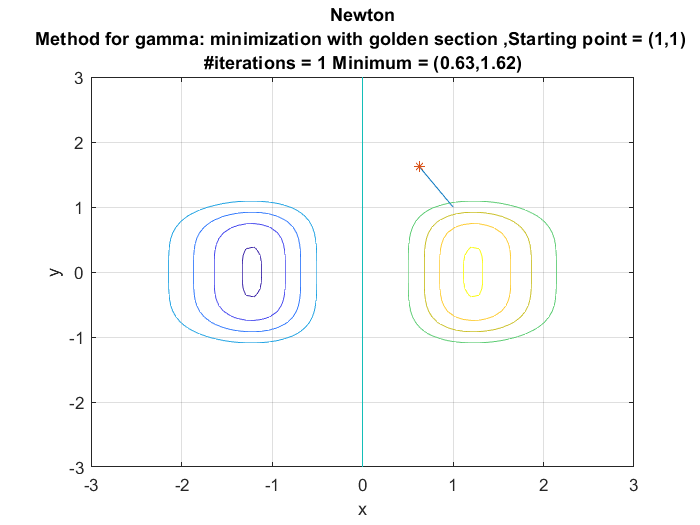 Newton
Method for gamma: minimization with golden section ,Starting point = (1,1)
#iterations = 1 Minimum = (0.63,1.62)
3
2
1
0
-1
-2
-3
y
-3
-2
-1
0
1
2
3
x